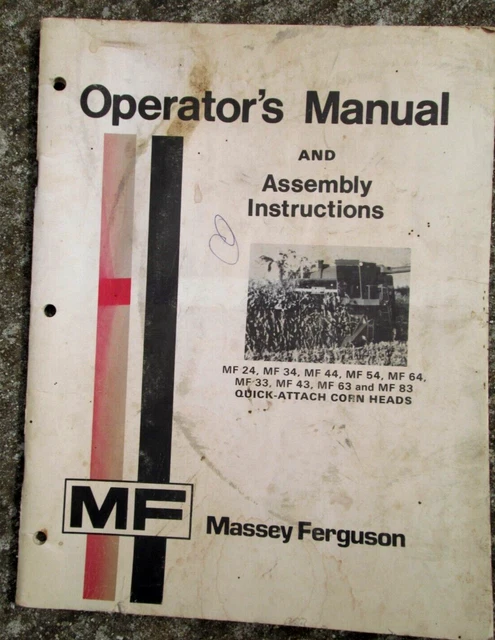 Operator's Manual
AND
Assembly
Instructions
MF 24, MF 34, MF 44, MF 54, MF 64,
MF 33, MF 43, MF 63 and MF 83
QUICK-ATTACH CORN HEADS
MF
Massey Ferguson